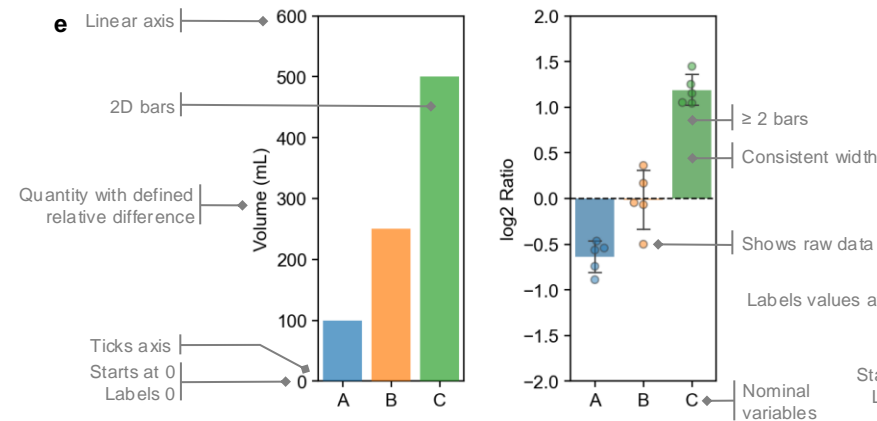 e
Linear axis
2D bars
Quantity with defined
relative difference
Ticks axis
Starts at 0
Labels 0
Volume (mL)
600
500
400
300
200
100
0
A
B
C
log2 Ratio
2.0
1.5
1.0
0.5
0.0
−0.5
−1.0
−1.5
−2.0
A
B
C
≥ 2 bars
Consistent width
Shows raw data
Labels values a
Nominal
variables
Sta
L